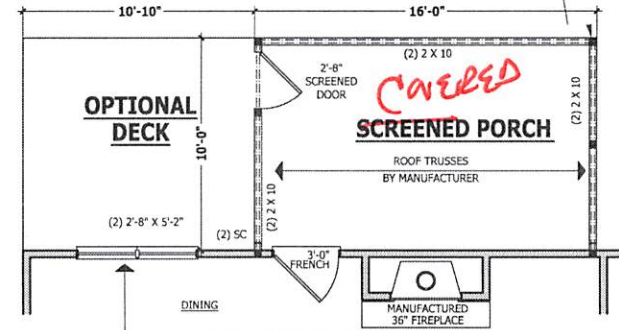 10'-10"
16'-0"
(2) 2 X 10
2'-8"
SCREENED
DOOR
COVERED
(2) 2 X 10
OPTIONAL
DECK
10'-0"
SCREENED PORCH
ROOF TRUSSES
BY MANUFACTURER
(2) 2 X 10
(2) 2'-8" X 5'-2"
(2) SC
3'-0"
FRENCH
DINING
MANUFACTURED
36" FIREPLACE